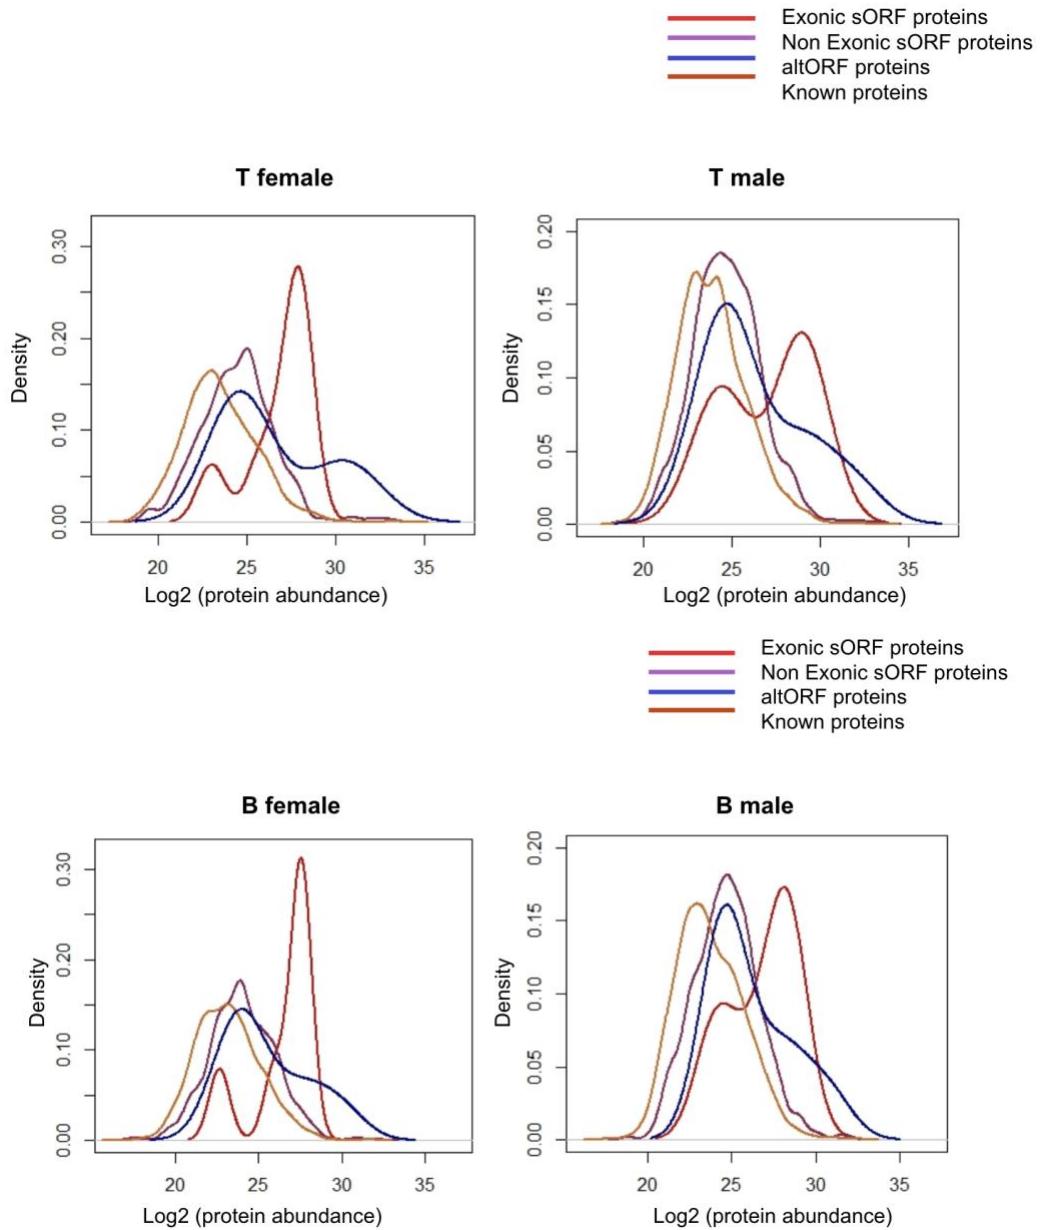 Exonic sORF proteins
Non Exonic sORF proteins
altORF proteins
Known proteins
T female
T male
Density
0.00 0.10 0.20 0.30
20 25 30 35
Log2 (protein abundance)
Density
0.00 0.05 0.10 0.15 0.20
20 25 30 35
Log2 (protein abundance)
Exonic sORF proteins
Non Exonic sORF proteins
altORF proteins
Known proteins
B female
B male
Density
0.00 0.10 0.20 0.30
20 25 30 35
Log2 (protein abundance)
Density
0.00 0.05 0.10 0.15 0.20
20 25 30 35
Log2 (protein abundance)